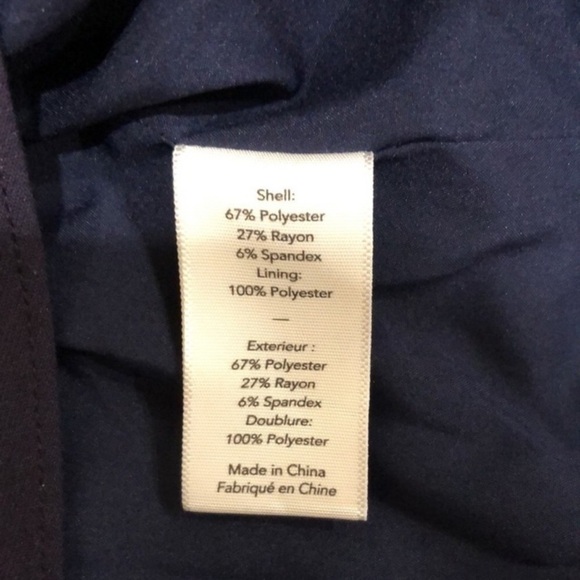 Shell:
67% Polyester
27% Rayon
6% Spandex
Lining:
100% Polyester
—
Exterieur :
67% Polyester
27% Rayon
6% Spandex
Doublure:
100% Polyester
Made in China
Fabriqué en Chine